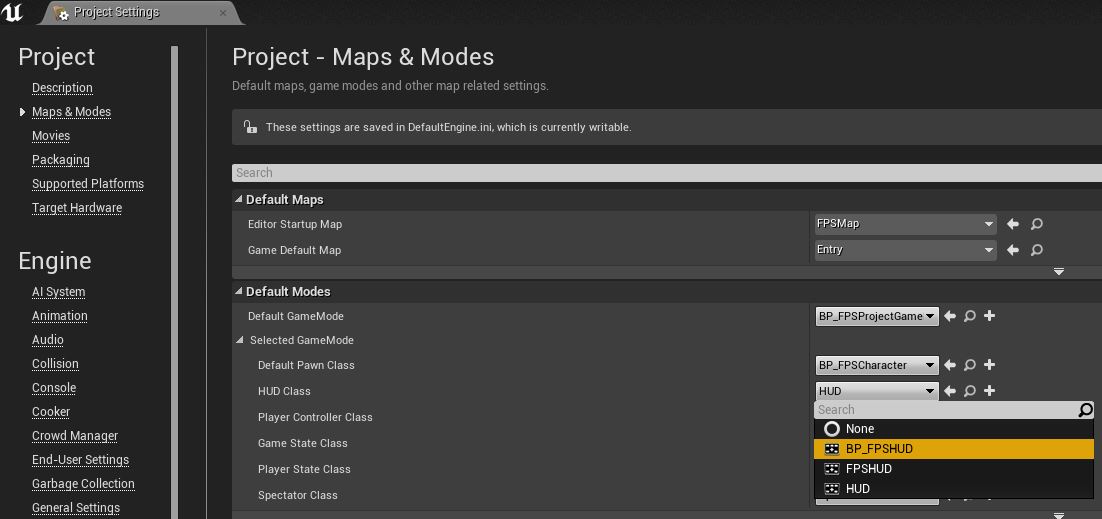 Project Settings
Project
Description
Maps & Modes
Movies
Packaging
Supported Platforms
Target Hardware
Engine
AI System
Animation
Audio
Collision
Console
Cooker
Crowd Manager
End-User Settings
Garbage Collection
General Settings
Project - Maps & Modes
Default maps, game modes and other map related settings.
These settings are saved in DefaultEngine.ini, which is currently writable.
Search
Default Maps
Editor Startup Map FPSMap
Game Default Map Entry
Default Modes
Default GameMode BP_FPSProjectGame
Selected GameMode
Default Pawn Class BP_FPSCharacter
HUD Class HUD
Player Controller Class
Game State Class
Player State Class
Spectator Class
Search
None
BP_FPSHUD
FPSHUD
HUD